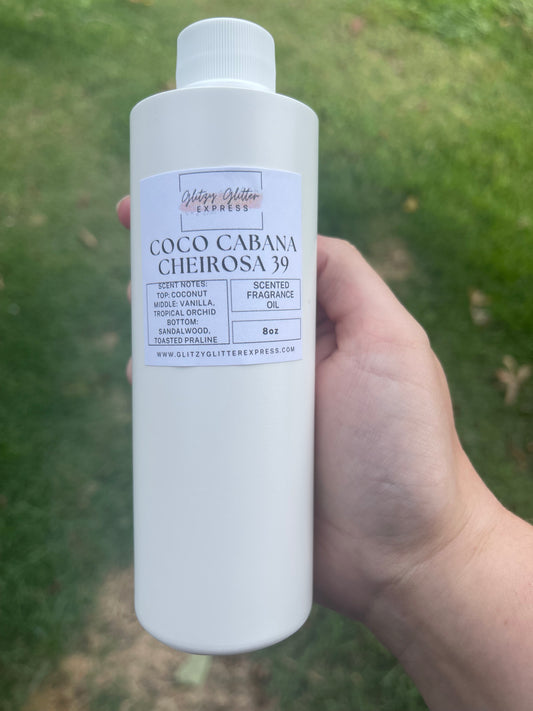 Glitzy Glitter
EXPRESS
COCO CABANA
CHEIROSA 39
SCENT NOTES:
TOP: COCONUT
MIDDLE: VANILLA,
TROPICAL ORCHID
BOTTOM:
SANDALWOOD,
TOASTED PRALINE
SCENTED
FRAGRANCE
OIL
8oz
WWW.GLITZYGLITTEREXPRESS.COM